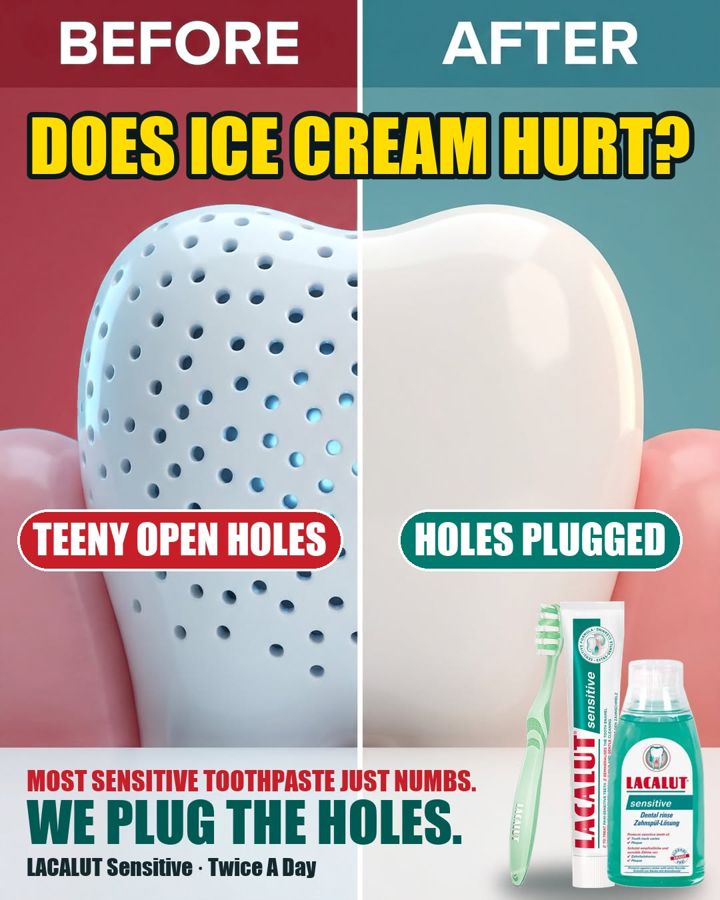 BEFORE
AFTER
DOES ICE CREAM HURT?
TEENY OPEN HOLES
HOLES PLUGGED
MOST SENSITIVE TOOTHPASTE JUST NUMBS.
WE PLUG THE HOLES.
LACALUT Sensitive · Twice A Day
LACALUT
LACALUT
sensitive
LACALUT
sensitive
Dental rinse
Zahnspül-Lösung